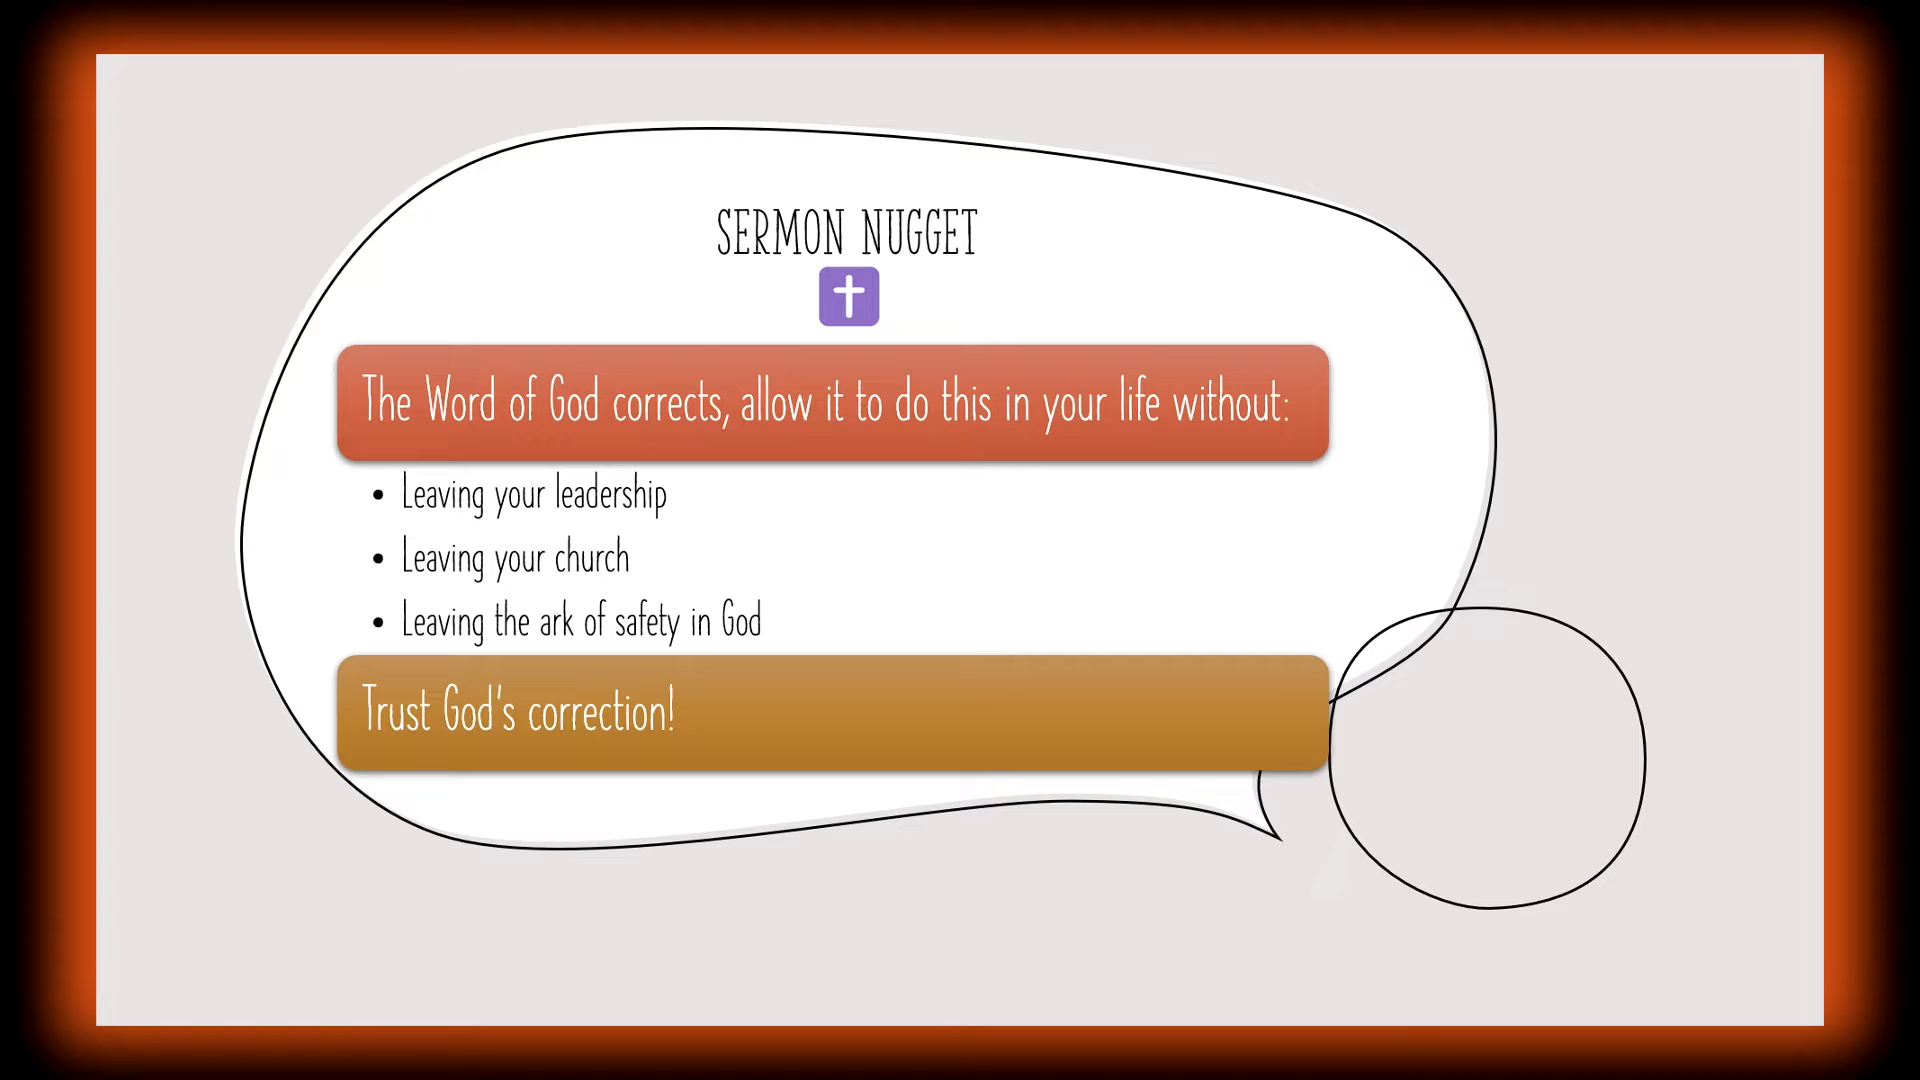 SERMON NUGGET
✝
The Word of God corrects, allow it to do this in your life without:
• Leaving your leadership
• Leaving your church
• Leaving the ark of safety in God
Trust God's correction!